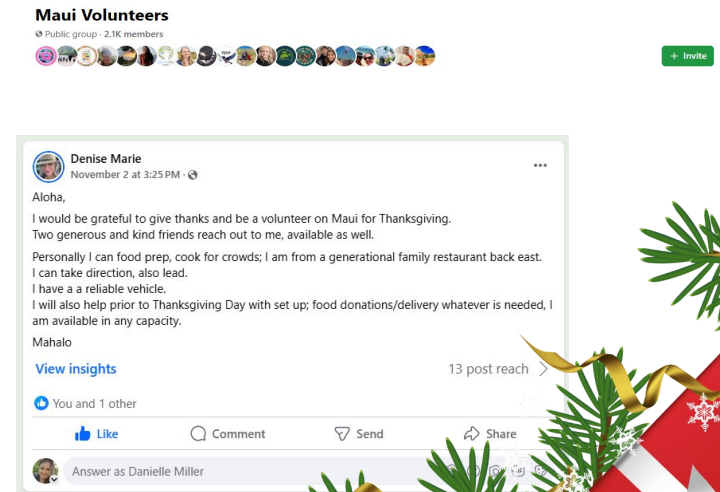 Maui Volunteers
Public group · 2.1K members
+ Invite
Denise Marie
November 2 at 3:25 PM ·
Aloha,
I would be grateful to give thanks and be a volunteer on Maui for Thanksgiving.
Two generous and kind friends reach out to me, available as well.
Personally I can food prep, cook for crowds; I am from a generational family restaurant back east.
I can take direction, also lead.
I have a a reliable vehicle.
I will also help prior to Thanksgiving Day with set up; food donations/delivery whatever is needed, I
am available in any capacity.
Mahalo
View insights
13 post reach
You and 1 other
Like
Comment
Send
Share
Answer as Danielle Miller